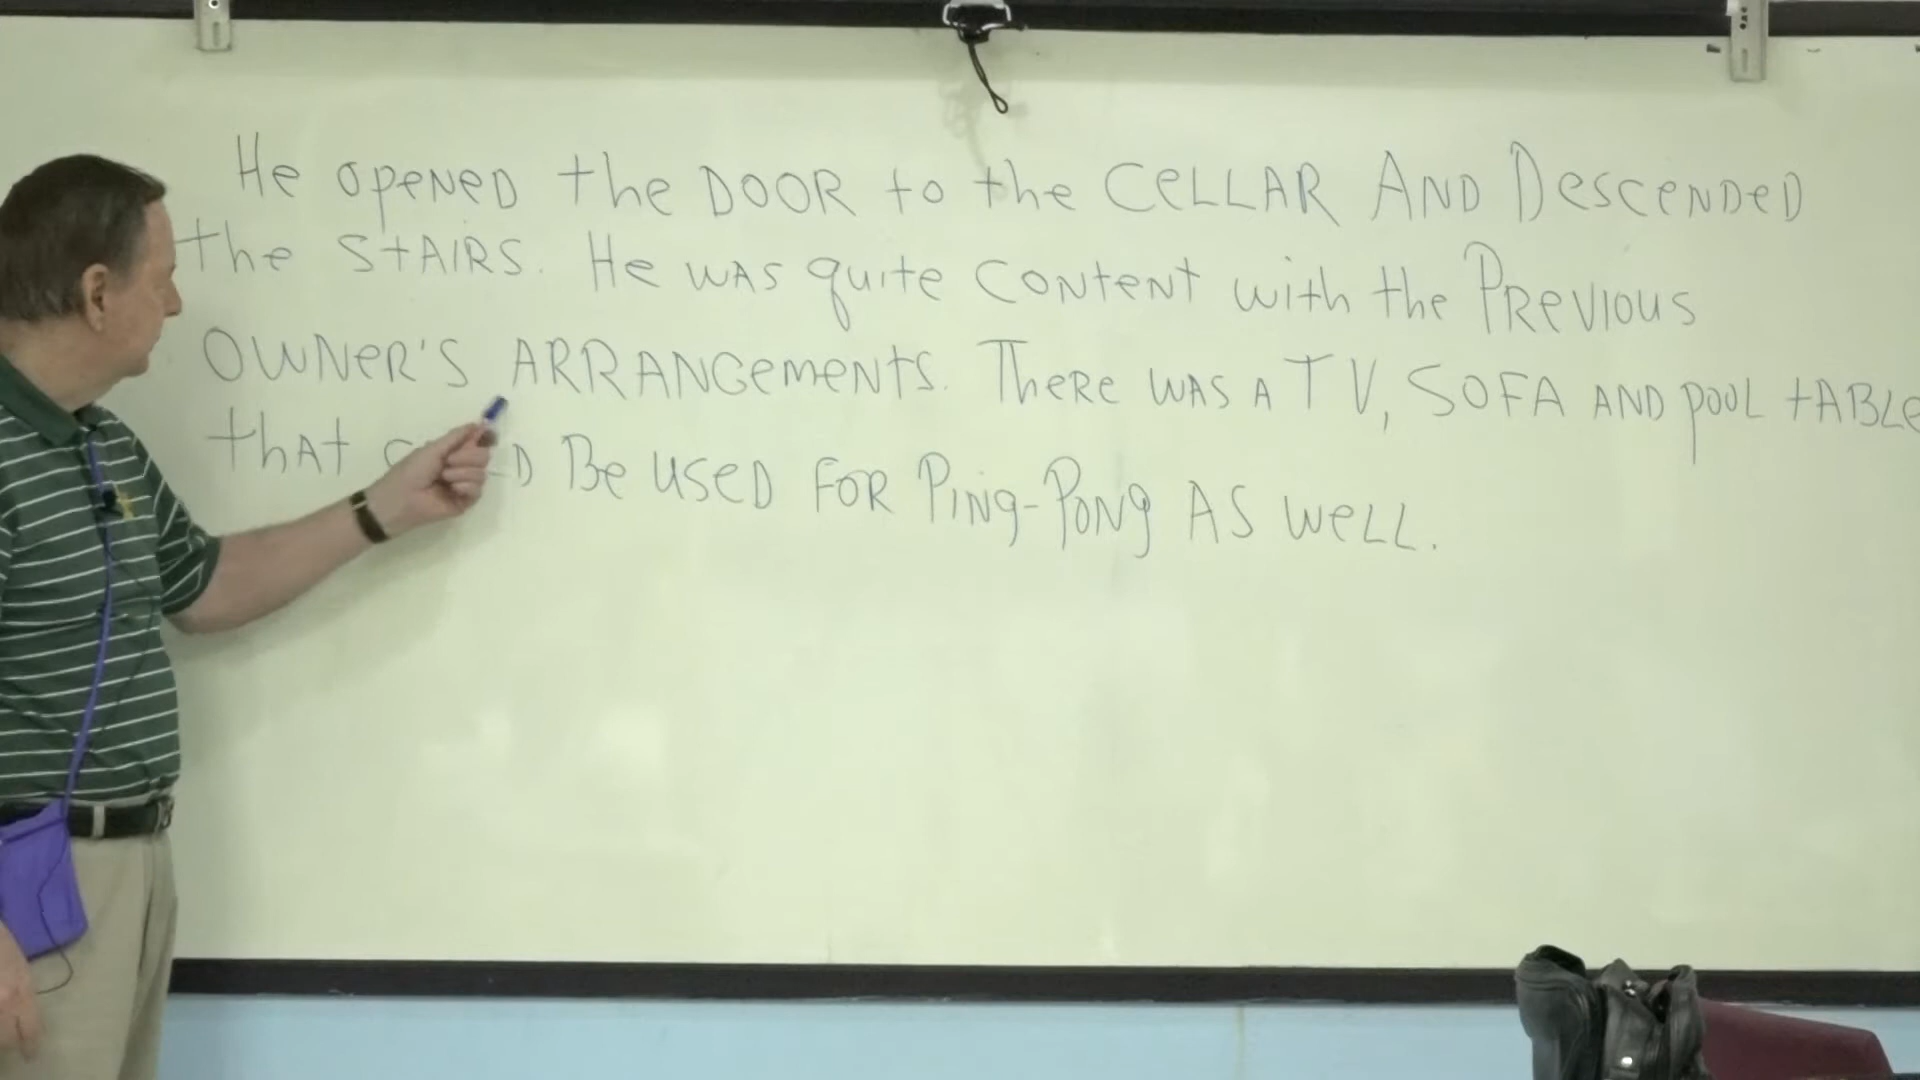 He opened the DOOR to the CELLAR AND Descended
the STAIRS. He WAS quite CONtENT with the PREVIOUS
OWNER'S ARRANGEMENTS. There WAS A TV, SOFA AND POOL tABLE
thAt BE USED FOR Ping-PONg AS WELL.